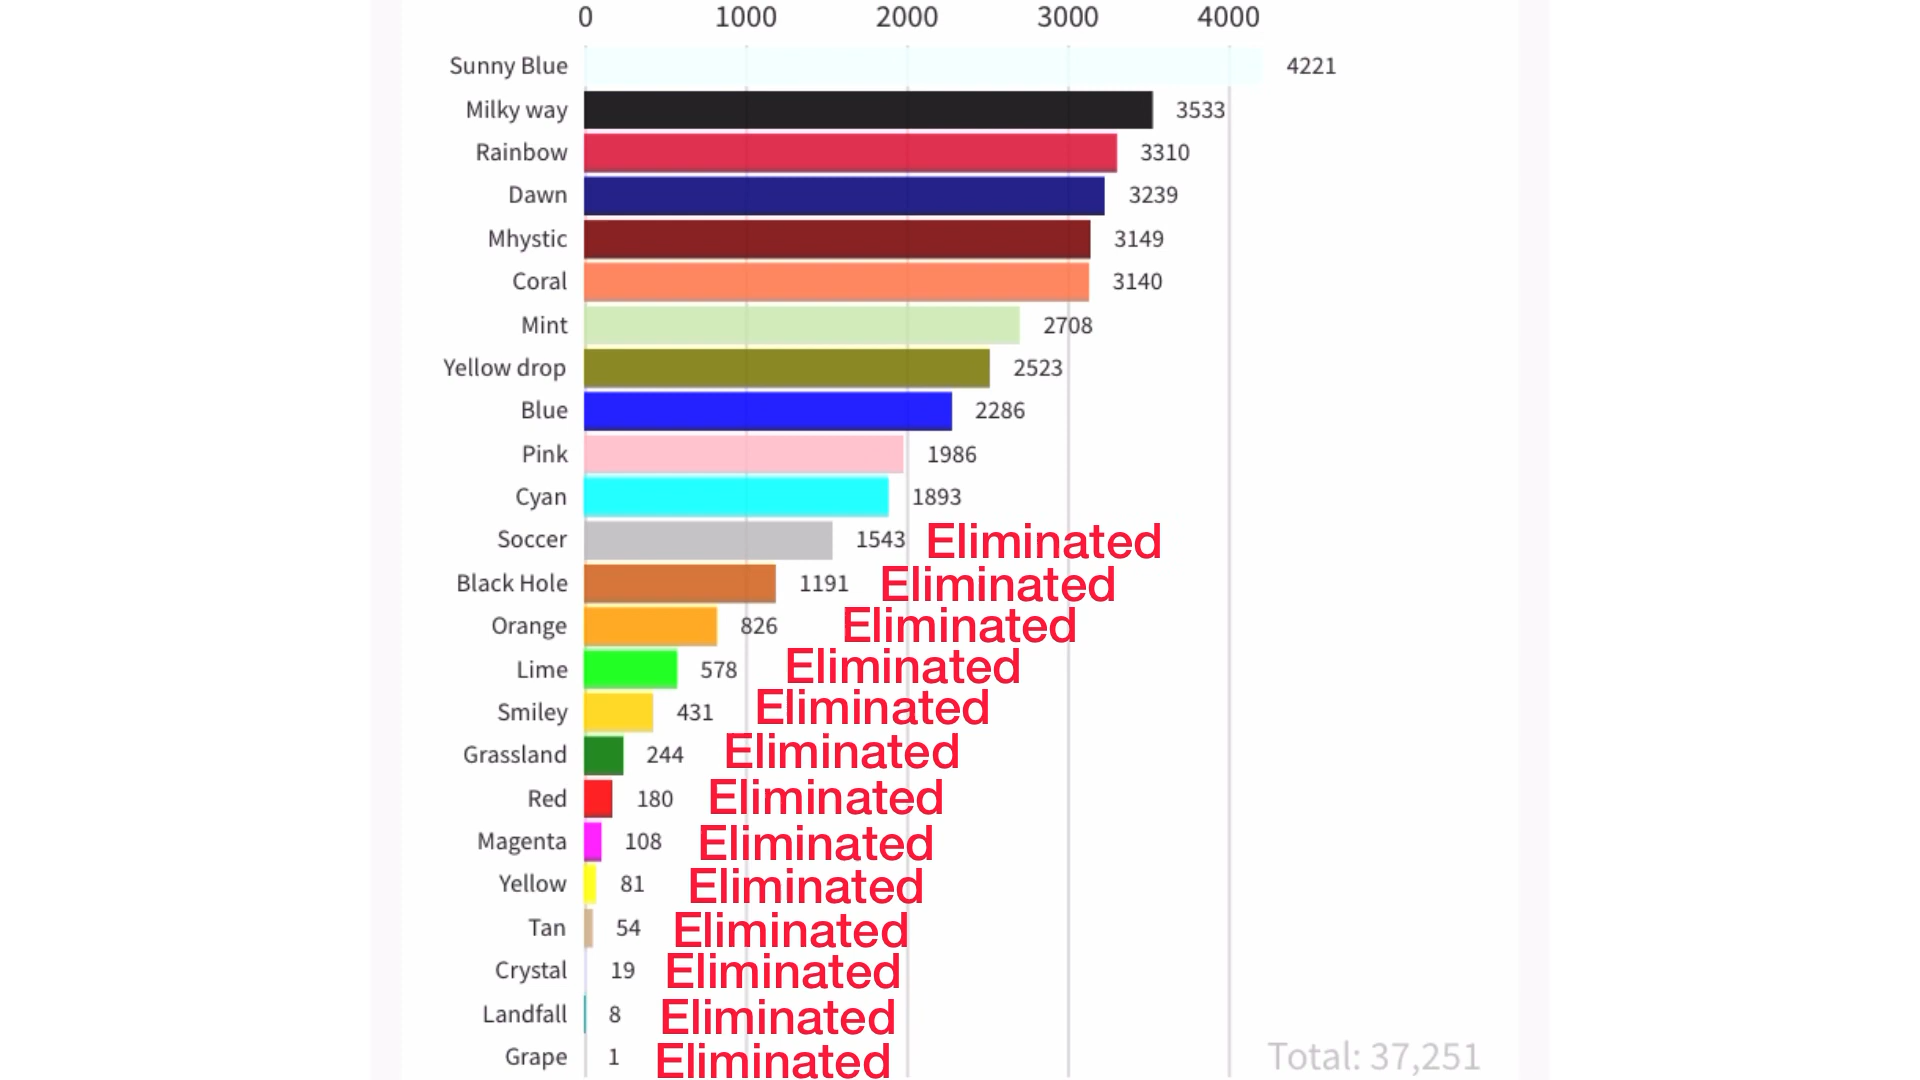 0 1000 2000 3000 4000
Sunny Blue 4221
Milky way 3533
Rainbow 3310
Dawn 3239
Mhystic 3149
Coral 3140
Mint 2708
Yellow drop 2523
Blue 2286
Pink 1986
Cyan 1893
Soccer 1543 Eliminated
Black Hole 1191 Eliminated
Orange 826 Eliminated
Lime 578 Eliminated
Smiley 431 Eliminated
Grassland 244 Eliminated
Red 180 Eliminated
Magenta 108 Eliminated
Yellow 81 Eliminated
Tan 54 Eliminated
Crystal 19 Eliminated
Landfall 8 Eliminated
Grape 1 Eliminated
Total: 37,251